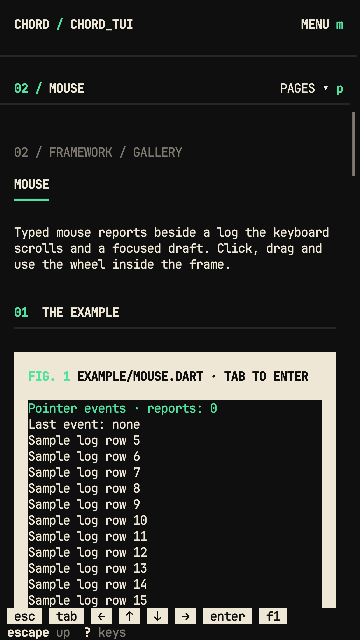 CHORD / CHORD_TUI MENU m
02 / MOUSE PAGES ▾ p
02 / FRAMEWORK / GALLERY
MOUSE
Typed mouse reports beside a log the keyboard
scrolls and a focused draft. Click, drag and
use the wheel inside the frame.
01 THE EXAMPLE
FIG. 1 EXAMPLE/MOUSE.DART · TAB TO ENTER
Pointer events · reports: 0
Last event: none
Sample log row 5
Sample log row 6
Sample log row 7
Sample log row 8
Sample log row 9
Sample log row 10
Sample log row 11
Sample log row 12
Sample log row 13
Sample log row 14
Sample log row 15
esc tab ← ↑ ↓ → enter f1
escape up ? keys